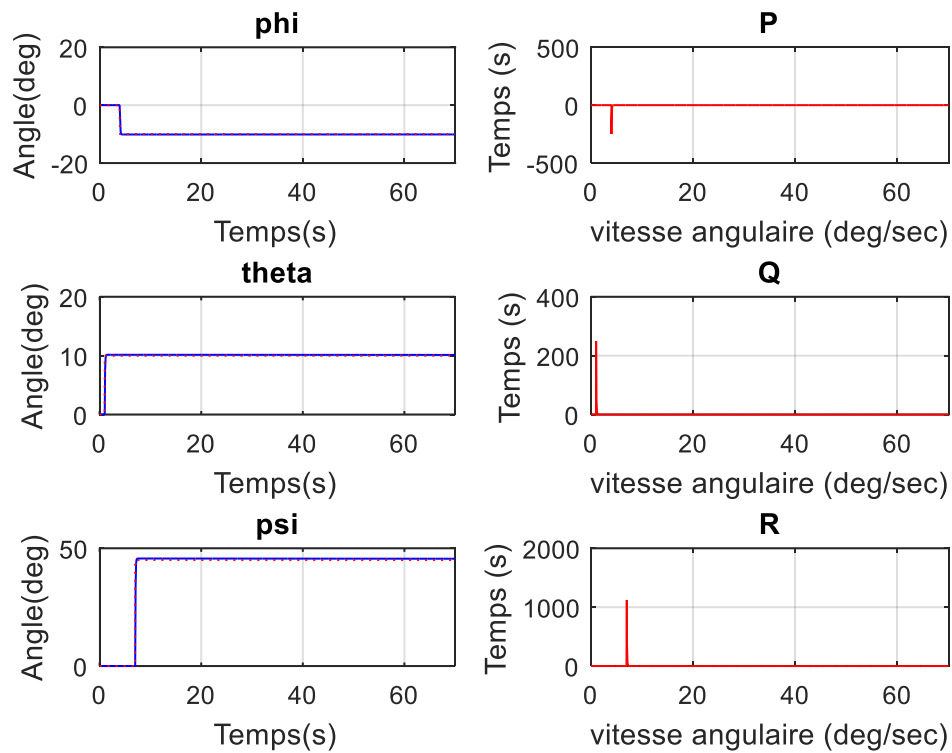 phi
Angle(deg)
20
0
-20
0 20 40 60
Temps(s)
P
Temps (s)
500
0
-500
0 20 40 60
vitesse angulaire (deg/sec)
theta
Angle(deg)
20
10
0
0 20 40 60
Temps(s)
Q
Temps (s)
400
200
0
0 20 40 60
vitesse angulaire (deg/sec)
psi
Angle(deg)
50
0
0 20 40 60
Temps(s)
R
Temps (s)
2000
1000
0
0 20 40 60
vitesse angulaire (deg/sec)